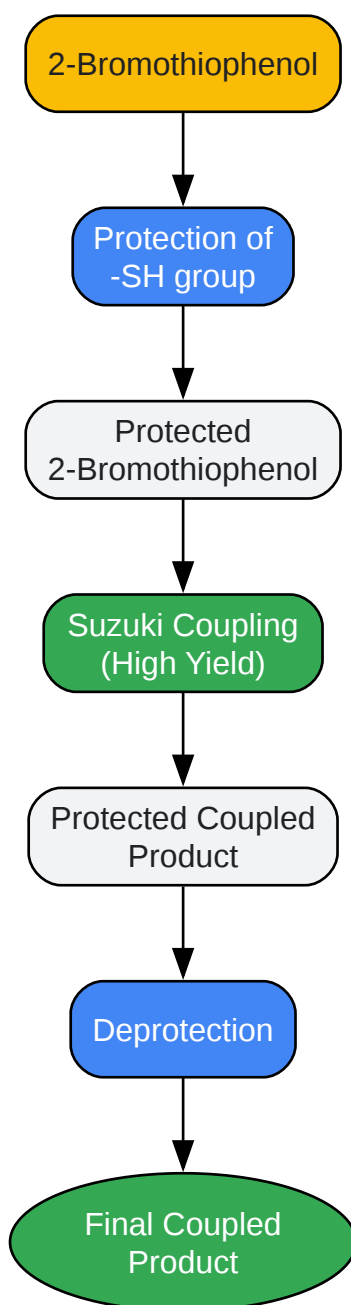 2-Bromothiophenol
Protection of
-SH group
Protected
2-Bromothiophenol
Suzuki Coupling
(High Yield)
Protected Coupled
Product
Deprotection
Final Coupled
Product